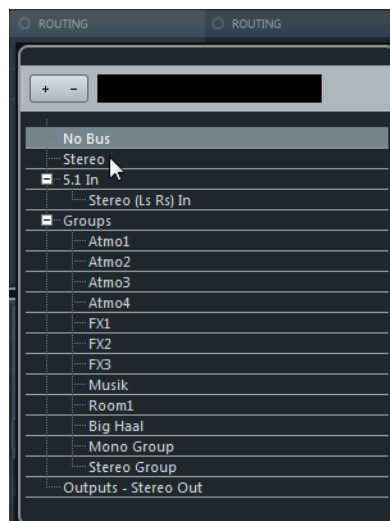 ROUTING ROUTING
+ -
No Bus
Stereo
5.1 In
Stereo (Ls Rs) In
Groups
Atmo1
Atmo2
Atmo3
Atmo4
FX1
FX2
FX3
Musik
Room1
Big Haal
Mono Group
Stereo Group
Outputs - Stereo Out